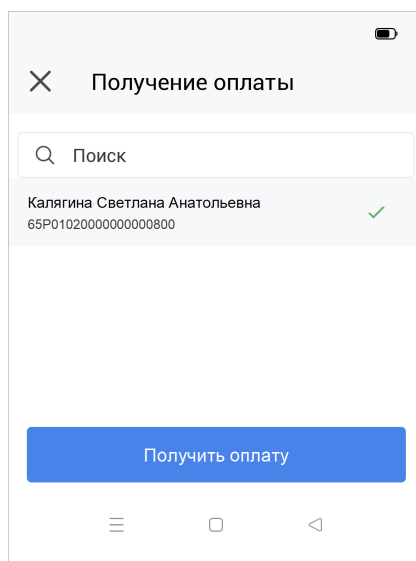 Получение оплаты
Поиск
Калягина Светлана Анатольевна
65P01020000000000800
Получить оплату